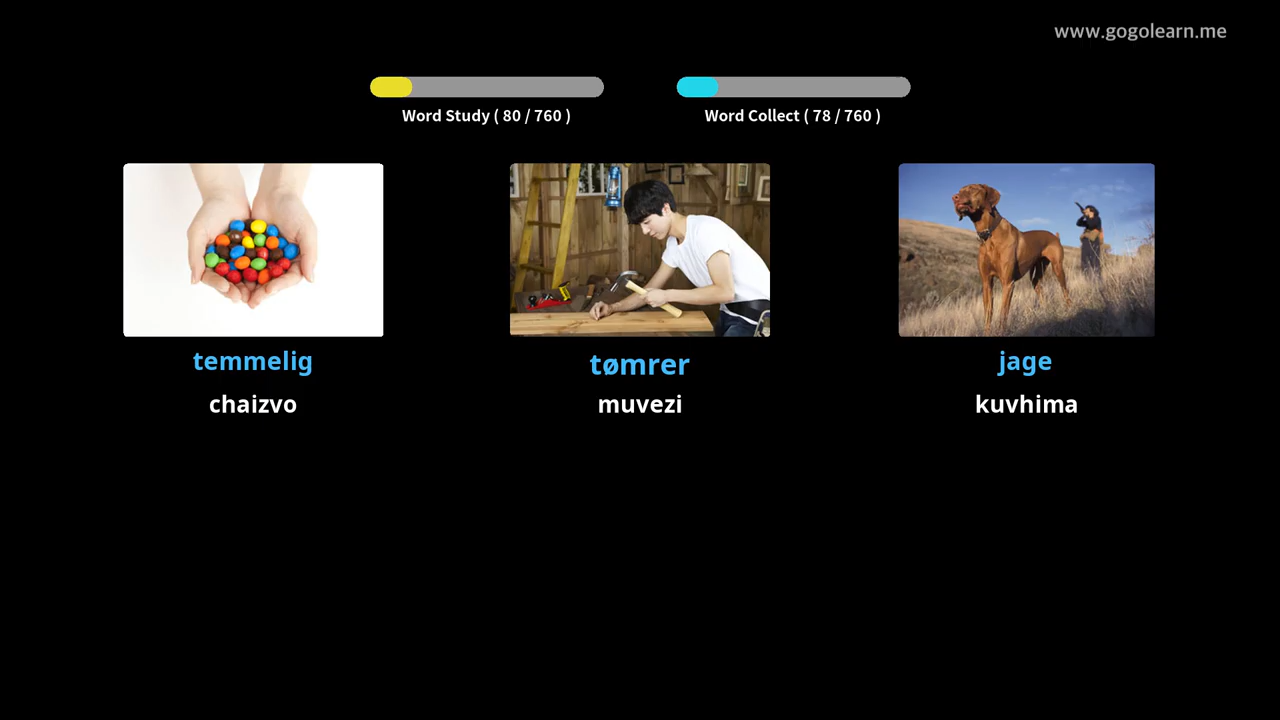 www.gogolearn.me
Word Study ( 80 / 760 )
Word Collect ( 78 / 760 )
temmelig
tømrer
jage
chaizvo
muvezi
kuvhima